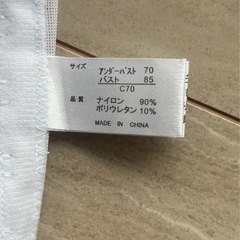 サイズ アンダーバスト 70
バスト 85
C70
品質 ナイロン 90%
ポリウレタン 10%
MADE IN CHINA